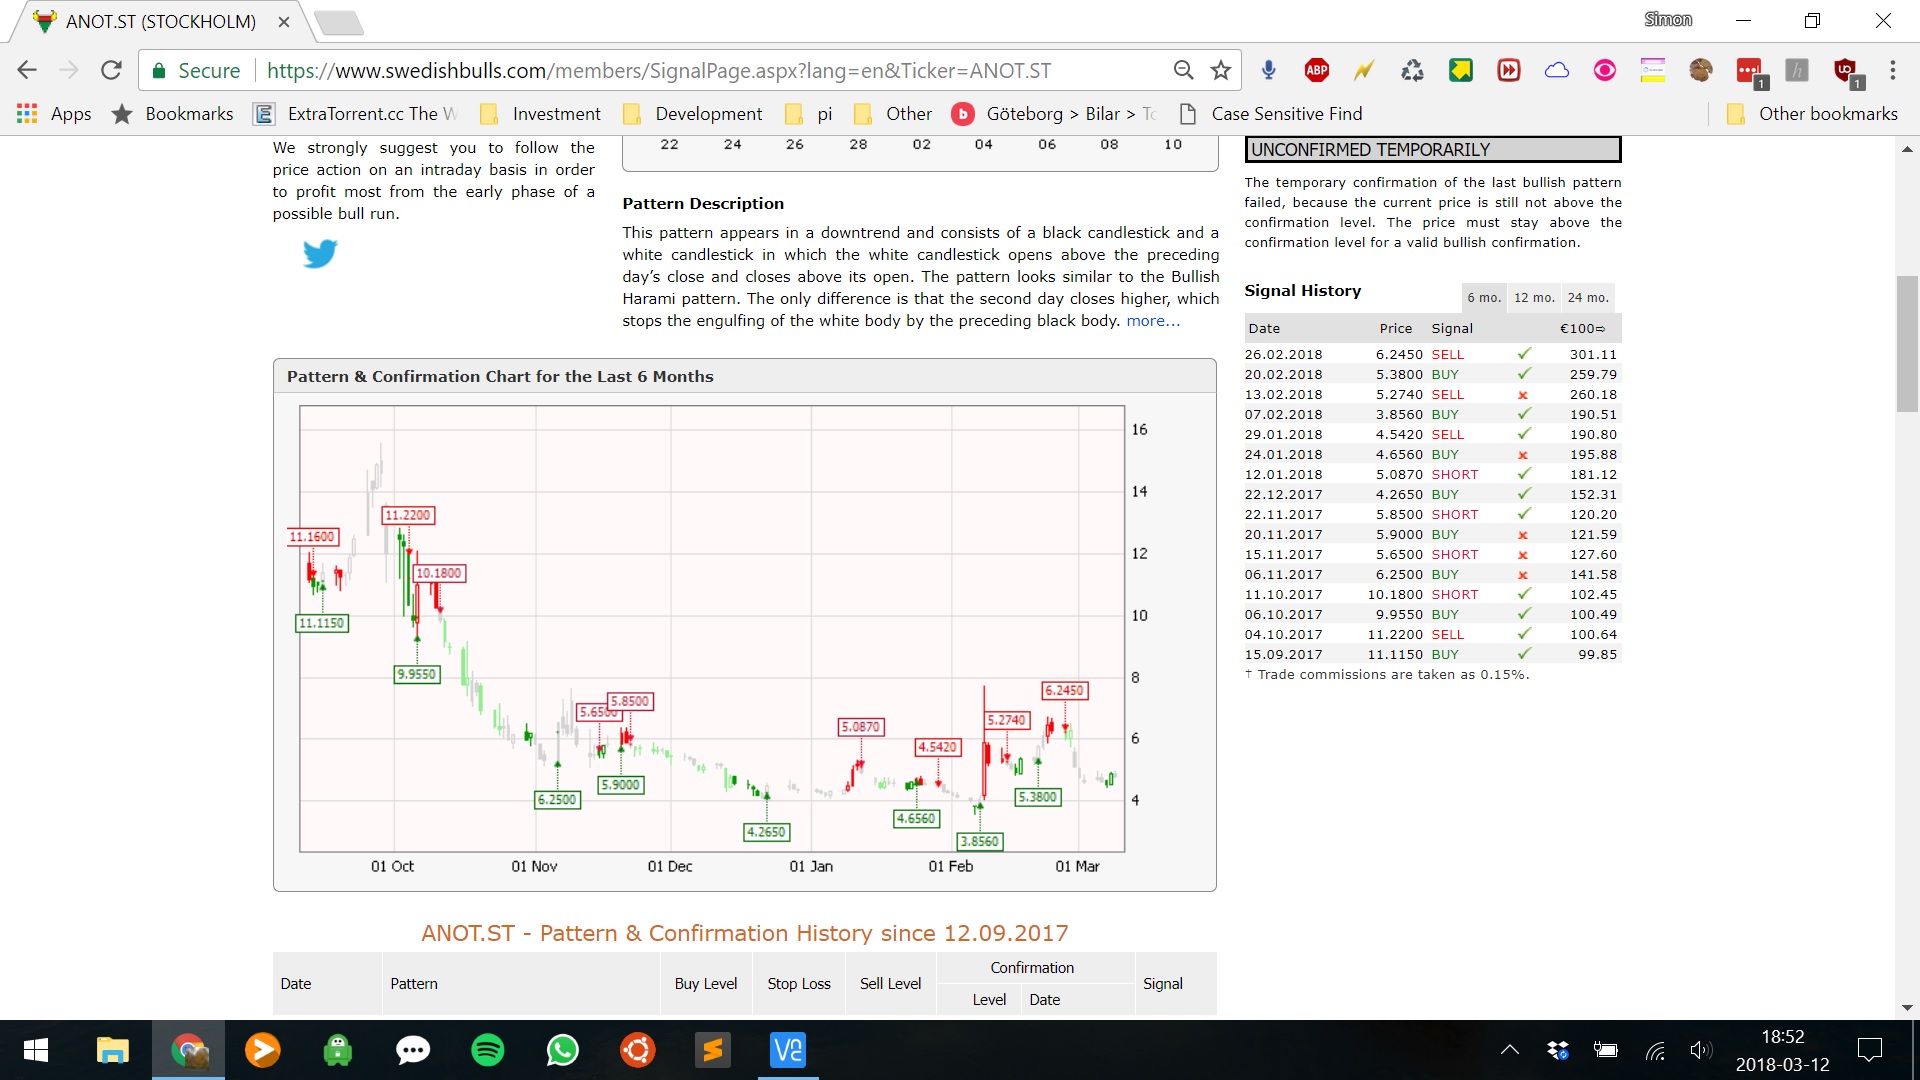 ANOT.ST (STOCKHOLM)
Simon
Secure
https://www.swedishbulls.com/members/SignalPage.aspx?lang=en&Ticker=ANOT.ST
ABP
1
h
1
Apps
Bookmarks
ExtraTorrent.cc The
Investment
Development
pi
Other
Göteborg > Bilar >
Case Sensitive Find
Other bookmarks
We strongly suggest you to follow the
price action on an intraday basis in order
to profit most from the early phase of a
possible bull run.
22 24 26 28 02 04 06 08 10
Pattern Description
This pattern appears in a downtrend and consists of a black candlestick and a
white candlestick in which the white candlestick opens above the preceding
day's close and closes above its open. The pattern looks similar to the Bullish
Harami pattern. The only difference is that the second day closes higher, which
stops the engulfing of the white body by the preceding black body. more...
UNCONFIRMED TEMPORARILY
The temporary confirmation of the last bullish pattern
failed, because the current price is still not above the
confirmation level. The price must stay above the
confirmation level for a valid bullish confirmation.
Signal History
6 mo. 12 mo. 24 mo.
Date Price Signal €100⇨
26.02.2018 6.2450 SELL ✓ 301.11
20.02.2018 5.3800 BUY ✓ 259.79
13.02.2018 5.2740 SELL × 260.18
07.02.2018 3.8560 BUY ✓ 190.51
29.01.2018 4.5420 SELL ✓ 190.80
24.01.2018 4.6560 BUY × 195.88
12.01.2018 5.0870 SHORT ✓ 181.12
22.12.2017 4.2650 BUY ✓ 152.31
22.11.2017 5.8500 SHORT ✓ 120.20
20.11.2017 5.9000 BUY × 121.59
15.11.2017 5.6500 SHORT × 127.60
06.11.2017 6.2500 BUY × 141.58
11.10.2017 10.1800 SHORT ✓ 102.45
06.10.2017 9.9550 BUY ✓ 100.49
04.10.2017 11.2200 SELL ✓ 100.64
15.09.2017 11.1150 BUY ✓ 99.85
† Trade commissions are taken as 0.15%.
Pattern & Confirmation Chart for the Last 6 Months
16
14
12
10
8
6
4
11.1600
11.2200
10.1800
11.1150
9.9550
5.6500
5.8500
6.2500
5.9000
4.2650
5.0870
4.5420
4.6560
3.8560
5.2740
6.2450
5.3800
01 Oct 01 Nov 01 Dec 01 Jan 01 Feb 01 Mar
ANOT.ST - Pattern & Confirmation History since 12.09.2017
Date Pattern Buy Level Stop Loss Sell Level Confirmation Signal
Level Date
18:52
2018-03-12